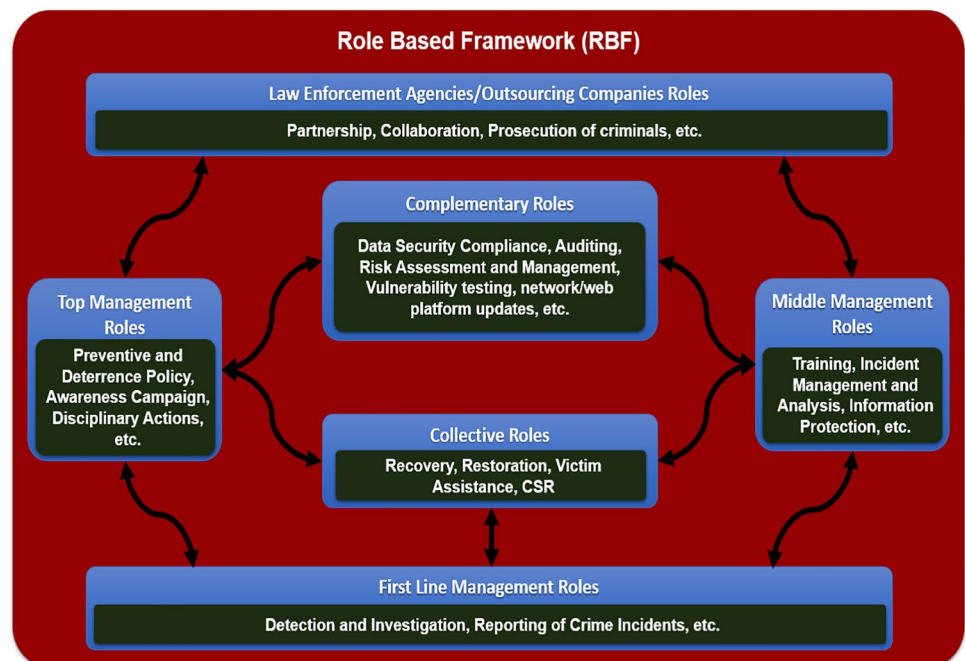 Role Based Framework (RBF)
Law Enforcement Agencies/Outsourcing Companies Roles
Partnership, Collaboration, Prosecution of criminals, etc.
Complementary Roles
Data Security Compliance, Auditing,
Risk Assessment and Management,
Vulnerability testing, network/web
platform updates, etc.
Top Management
Roles
Preventive and
Deterrence Policy,
Awareness Campaign,
Disciplinary Actions,
etc.
Middle Management
Roles
Training, Incident
Management and
Analysis, Information
Protection, etc.
Collective Roles
Recovery, Restoration, Victim
Assistance, CSR
First Line Management Roles
Detection and Investigation, Reporting of Crime Incidents, etc.